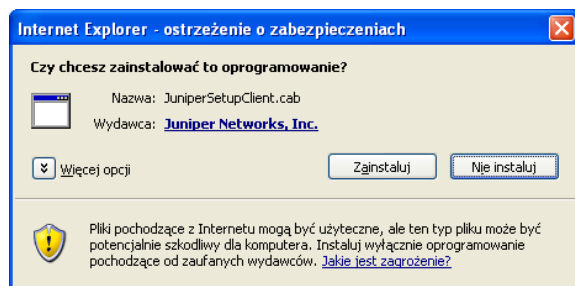 Internet Explorer - ostrzeżenie o zabezpieczeniach
Czy chcesz zainstalować to oprogramowanie?
Nazwa: JuniperSetupClient.cab
Wydawca: Juniper Networks, Inc.
Więcej opcji
Zainstaluj
Nie instaluj
Pliki pochodzące z Internetu mogą być użyteczne, ale ten typ pliku może być
potencjalnie szkodliwy dla komputera. Instaluj wyłącznie oprogramowanie
pochodzące od zaufanych wydawców. Jakie jest zagrożenie?